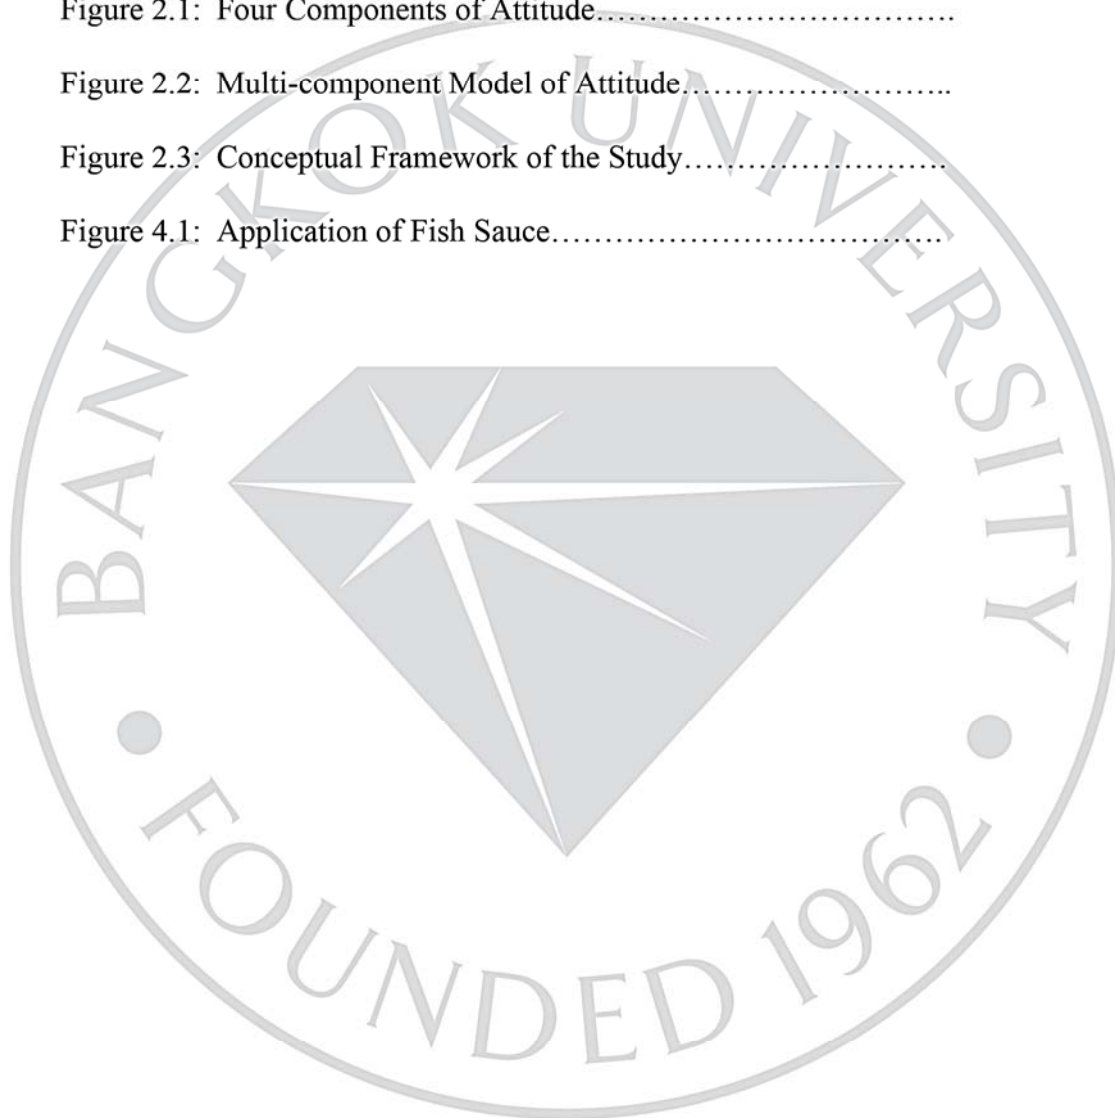 Figure 2.1: Four Components of Attitude…………………………….
Figure 2.2: Multi-component Model of Attitude……………………..
Figure 2.3: Conceptual Framework of the Study…………………….
Figure 4.1: Application of Fish Sauce……………………………….
BANGKOK UNIVERSITY
• FOUNDED 1962 •